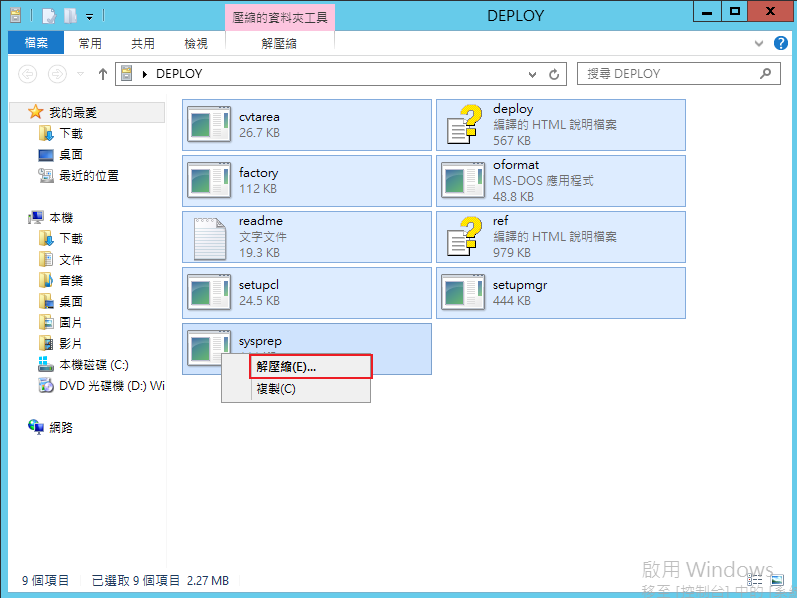 壓縮的資料夾工具
DEPLOY
檔案
常用
共用
檢視
解壓縮
DEPLOY
搜尋 DEPLOY
我的最愛
下載
桌面
最近的位置
本機
下載
文件
音樂
桌面
圖片
影片
本機磁碟 (C:)
DVD 光碟機 (D:) Wi
網路
cvtarea
26.7 KB
deploy
編譯的 HTML 說明檔案
567 KB
factory
112 KB
oformat
MS-DOS 應用程式
48.8 KB
readme
文字文件
19.3 KB
ref
編譯的 HTML 說明檔案
979 KB
setupcl
24.5 KB
setupmgr
444 KB
sysprep
解壓縮(E)...
複製(C)
9 個項目
已選取 9 個項目 2.27 MB
啟用 Windows
移至 [控制台] 中的 [系